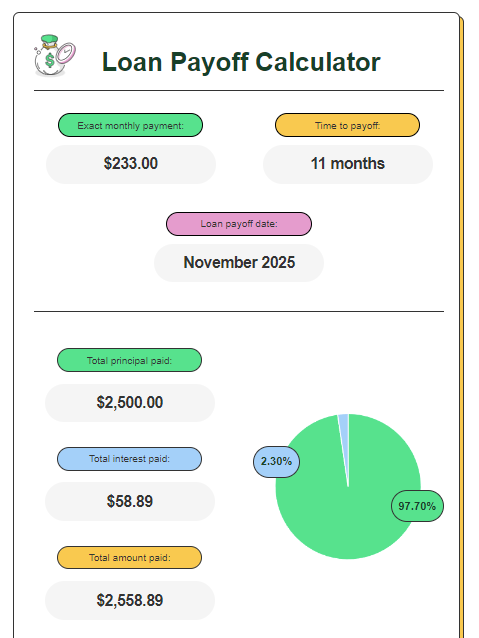 $
Loan Payoff Calculator
Exact monthly payment:
Time to payoff:
$233.00
11 months
Loan payoff date:
November 2025
Total principal paid:
$2,500.00
Total interest paid:
$58.89
Total amount paid:
$2,558.89
2.30%
97.70%